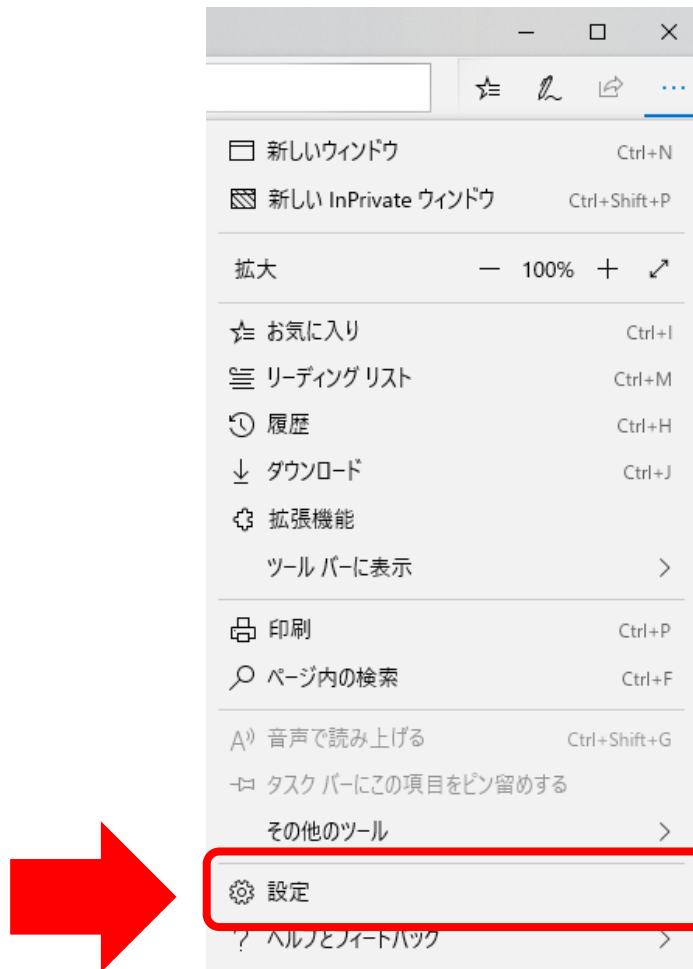 新しいウィンドウ Ctrl+N
新しい InPrivate ウィンドウ Ctrl+Shift+P
拡大 — 100% +
お気に入り Ctrl+I
リーディング リスト Ctrl+M
履歴 Ctrl+H
ダウンロード Ctrl+J
拡張機能
ツール バーに表示
印刷 Ctrl+P
ページ内の検索 Ctrl+F
音声で読み上げる Ctrl+Shift+G
タスク バーにこの項目をピン留めする
その他のツール
設定
ヘルプとフィードバック